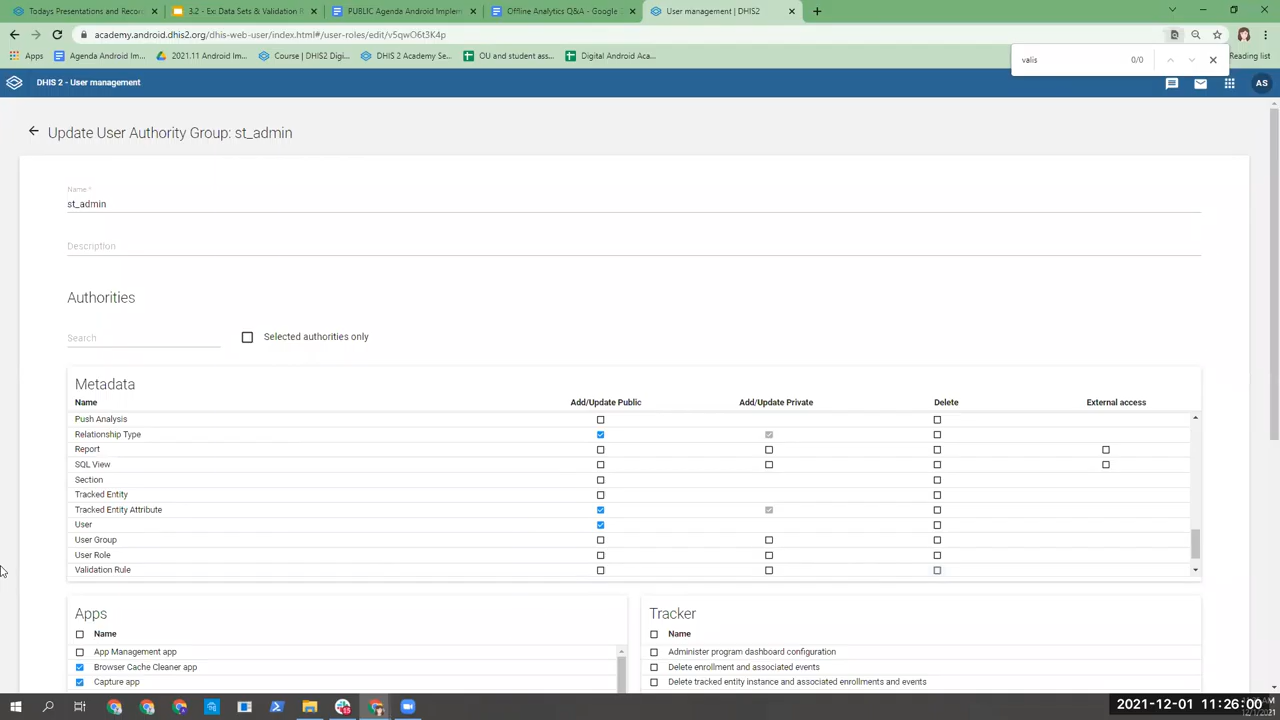 Todays Presentations and Record
3.2 - Ex: Data Sets & Validation R
PUBLIC Agenda Android Implem
Offline Analytics Q&A - Google
User management | DHIS2
academy.android.dhis2.org/dhis-web-user/index.html#/user-roles/edit/v5qwO6t3K4p
Apps
Agenda Android Im...
2021.11 Android Im...
Course | DHIS2 Digi...
DHIS 2 Academy Se...
OU and student ass...
Digital Android Aca...
Reading list
valis
0/0
DHIS 2 - User management
AS
Update User Authority Group: st_admin
Name *
st_admin
Description
Authorities
Search
Selected authorities only
Metadata
Name Add/Update Public Add/Update Private Delete External access
Push Analysis
Relationship Type
Report
SQL View
Section
Tracked Entity
Tracked Entity Attribute
User
User Group
User Role
Validation Rule
Apps
Name
App Management app
Browser Cache Cleaner app
Capture app
Tracker
Name
Administer program dashboard configuration
Delete enrollment and associated events
Delete tracked entity instance and associated enrollments and events
2021-12-01 11:26:00